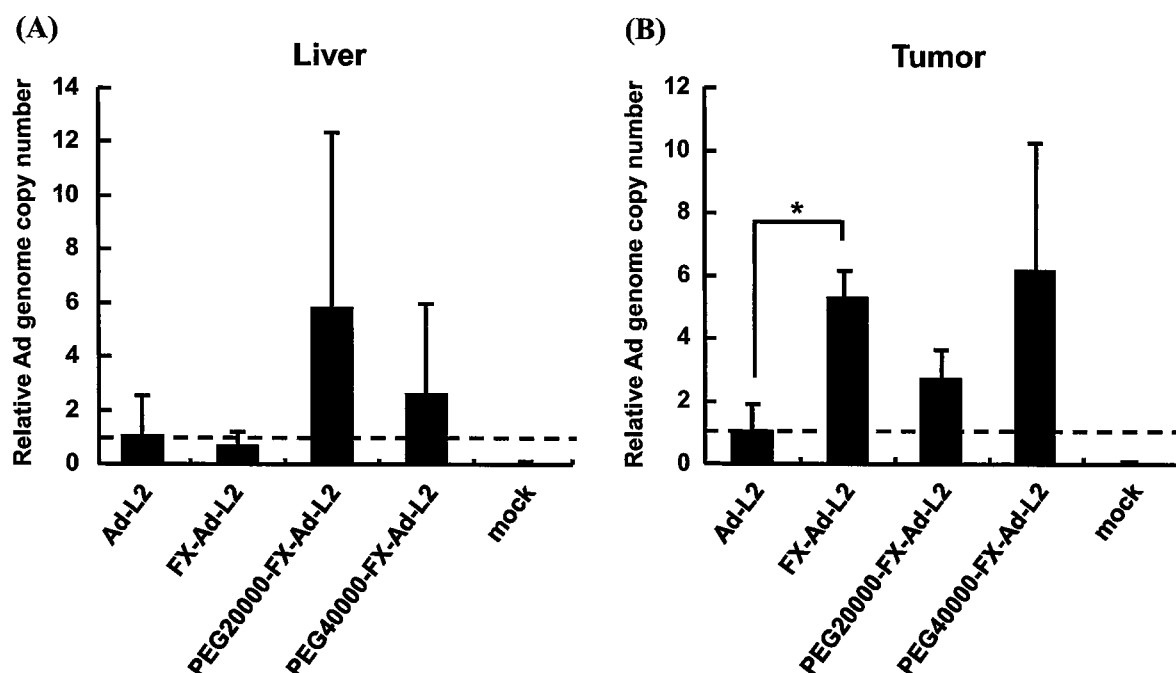 (A)
Liver
Relative Ad genome copy number
14
12
10
8
6
4
2
0
Ad-L2
FX-Ad-L2
PEG20000-FX-Ad-L2
PEG40000-FX-Ad-L2
mock
(B)
Tumor
Relative Ad genome copy number
12
10
8
6
4
2
0
*
Ad-L2
FX-Ad-L2
PEG20000-FX-Ad-L2
PEG40000-FX-Ad-L2
mock